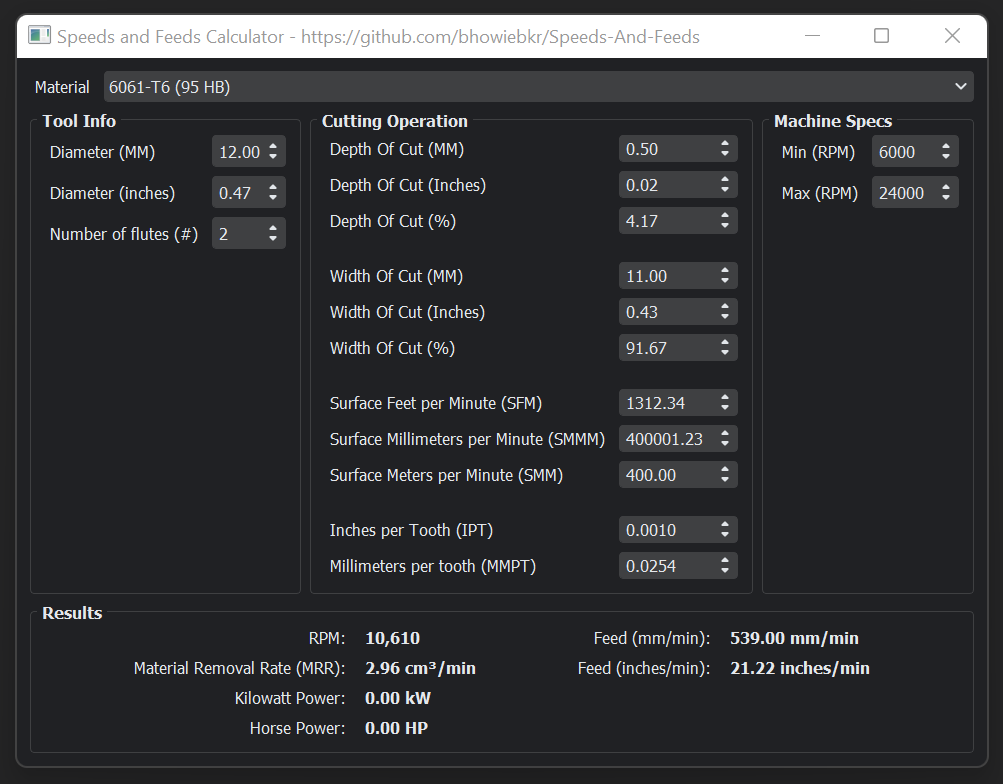 Speeds and Feeds Calculator - https://github.com/bhowiebkr/Speeds-And-Feeds
Material 6061-T6 (95 HB)
Tool Info
Diameter (MM) 12.00
Diameter (inches) 0.47
Number of flutes (#) 2
Cutting Operation
Depth Of Cut (MM) 0.50
Depth Of Cut (Inches) 0.02
Depth Of Cut (%) 4.17
Width Of Cut (MM) 11.00
Width Of Cut (Inches) 0.43
Width Of Cut (%) 91.67
Surface Feet per Minute (SFM) 1312.34
Surface Millimeters per Minute (SMMM) 400001.23
Surface Meters per Minute (SMM) 400.00
Inches per Tooth (IPT) 0.0010
Millimeters per tooth (MMPT) 0.0254
Machine Specs
Min (RPM) 6000
Max (RPM) 24000
Results
RPM: 10,610
Material Removal Rate (MRR): 2.96 cm³/min
Kilowatt Power: 0.00 kW
Horse Power: 0.00 HP
Feed (mm/min): 539.00 mm/min
Feed (inches/min): 21.22 inches/min